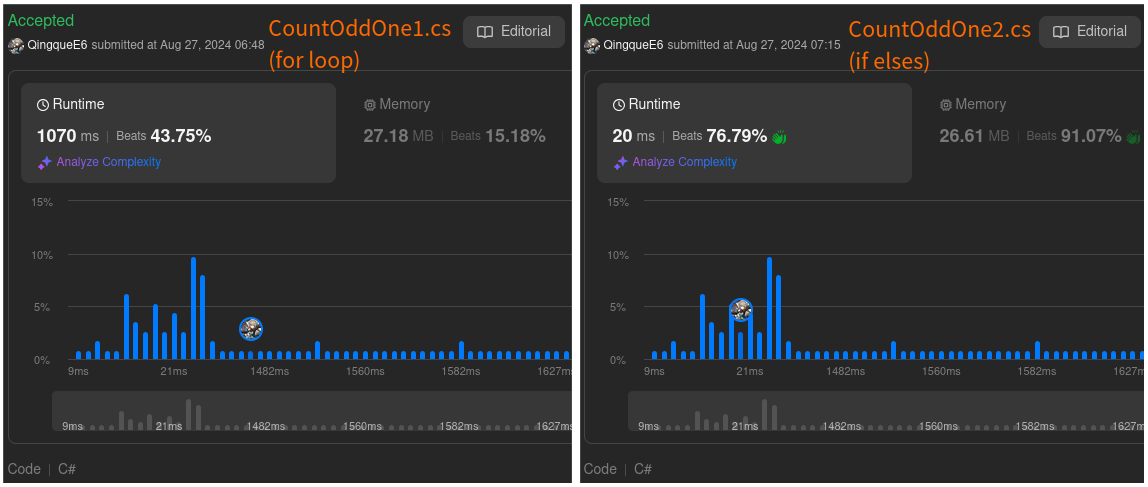 Accepted
QingqueE6 submitted at Aug 27, 2024 06:48
CountOddOne1.cs
(for loop)
Editorial
Runtime
1070 ms | Beats 43.75%
Analyze Complexity
Memory
27.18 MB | Beats 15.18%
15%
10%
5%
0%
9ms 21ms 1482ms 1560ms 1582ms 1627m
9ms 21ms 1482ms 1560ms 1582ms 1627ms
Code | C#
Accepted
QingqueE6 submitted at Aug 27, 2024 07:15
CountOddOne2.cs
(if elses)
Editorial
Runtime
20 ms | Beats 76.79%
Analyze Complexity
Memory
26.61 MB | Beats 91.07%
15%
10%
5%
0%
9ms 21ms 1482ms 1560ms 1582ms 1627m
9ms 21ms 1482ms 1560ms 1582ms 1627m
Code | C#